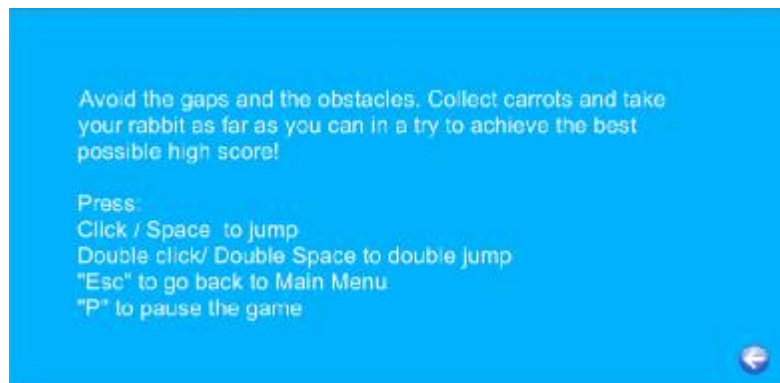 Avoid the gaps and the obstacles. Collect carrots and take
your rabbit as far as you can in a try to achieve the best
possible high score!
Press:
Click / Space  to jump
Double click/ Double Space to double jump
"Esc" to go back to Main Menu
"P" to pause the game